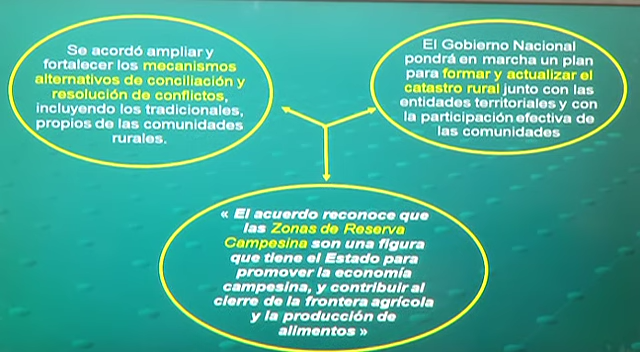 Se acordó ampliar y
fortalecer los mecanismos
alternativos de conciliación y
resolución de conflictos,
incluyendo los tradicionales,
propios de las comunidades
rurales.
El Gobierno Nacional
pondrá en marcha un plan
para formar y actualizar el
catastro rural junto con las
entidades territoriales y con
la participación efectiva de
las comunidades
« El acuerdo reconoce que
las Zonas de Reserva
Campesina son una figura
que tiene el Estado para
promover la economía
campesina, y contribuir al
cierre de la frontera agrícola
y la producción de
alimentos »